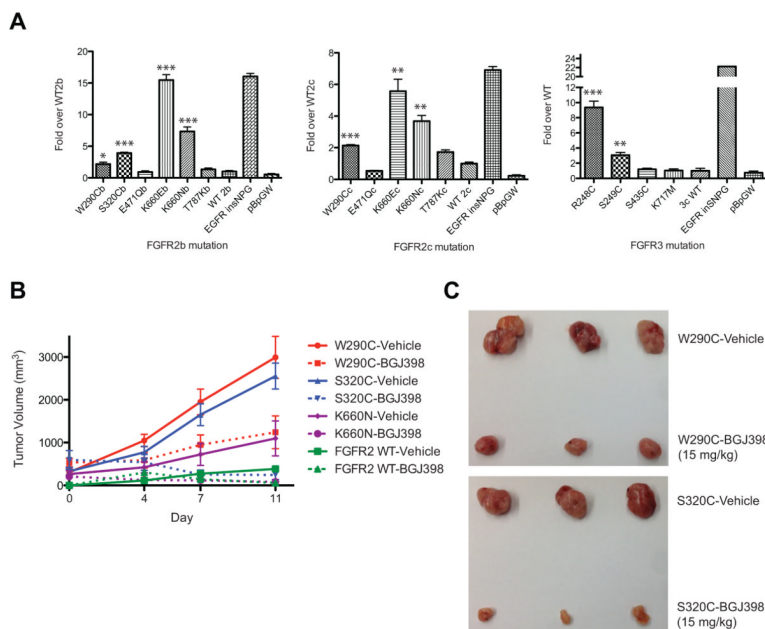 A
Fold over WT2b
20
15
10
5
0
*
***
***
***
W290Cb
S320Cb
E471Qb
K660Eb
K660Nb
T787Kb
WT 2b
EGFR insNPG
pBpGW
FGFR2b mutation
Fold over WT2c
8
6
4
2
0
***
**
**
W290Cc
E471Qc
K660Ec
K660Nc
T787Kc
WT 2c
EGFR insNPG
pBpGW
FGFR2c mutation
Fold over WT
22
20
18
16
14
12
10
8
6
4
2
0
***
**
R248C
S249C
S435C
K717M
3c WT
EGFR inSNPG
pBpGW
FGFR3 mutation
B
Tumor Volume (mm3)
3000
2000
1000
0
0
4
7
11
Day
W290C-Vehicle
W290C-BGJ398
S320C-Vehicle
S320C-BGJ398
K660N-Vehicle
K660N-BGJ398
FGFR2 WT-Vehicle
FGFR2 WT-BGJ398
C
W290C-Vehicle
W290C-BGJ398
(15 mg/kg)
S320C-Vehicle
S320C-BGJ398
(15 mg/kg)